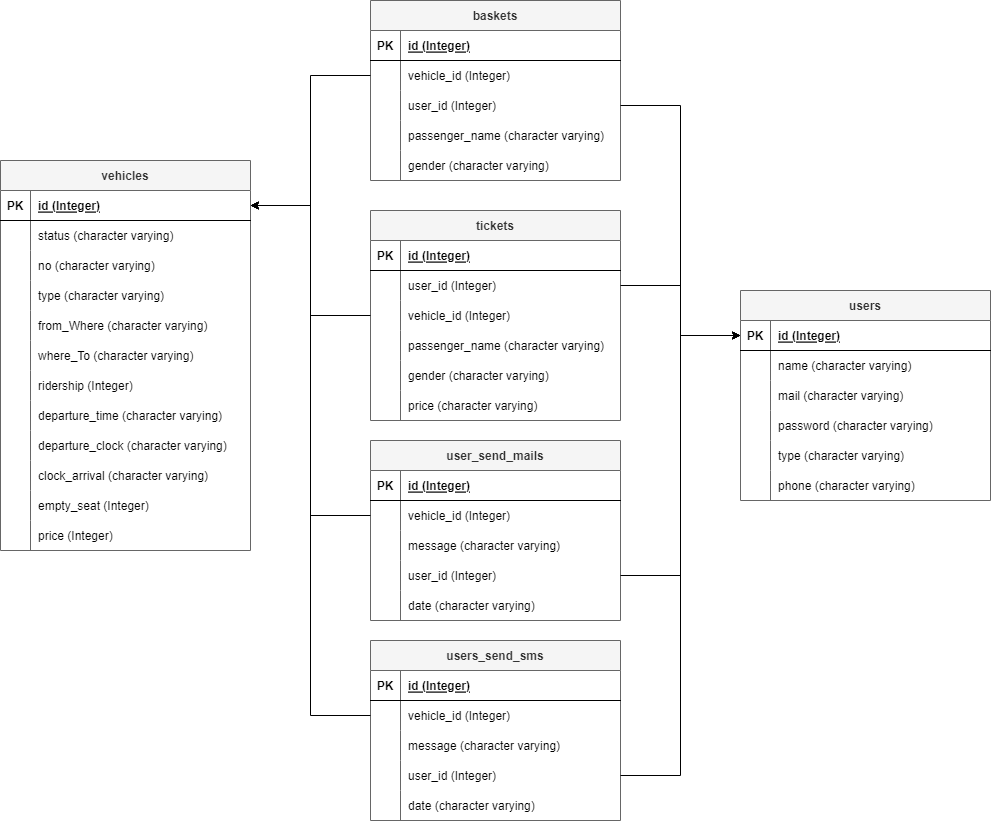 baskets
PK id (Integer)
vehicle_id (Integer)
user_id (Integer)
passenger_name (character varying)
gender (character varying)
vehicles
PK id (Integer)
status (character varying)
no (character varying)
type (character varying)
from_Where (character varying)
where_To (character varying)
ridership (Integer)
departure_time (character varying)
departure_clock (character varying)
clock_arrival (character varying)
empty_seat (Integer)
price (Integer)
tickets
PK id (Integer)
user_id (Integer)
vehicle_id (Integer)
passenger_name (character varying)
gender (character varying)
price (character varying)
users
PK id (Integer)
name (character varying)
mail (character varying)
password (character varying)
type (character varying)
phone (character varying)
user_send_mails
PK id (Integer)
vehicle_id (Integer)
message (character varying)
user_id (Integer)
date (character varying)
users_send_sms
PK id (Integer)
vehicle_id (Integer)
message (character varying)
user_id (Integer)
date (character varying)